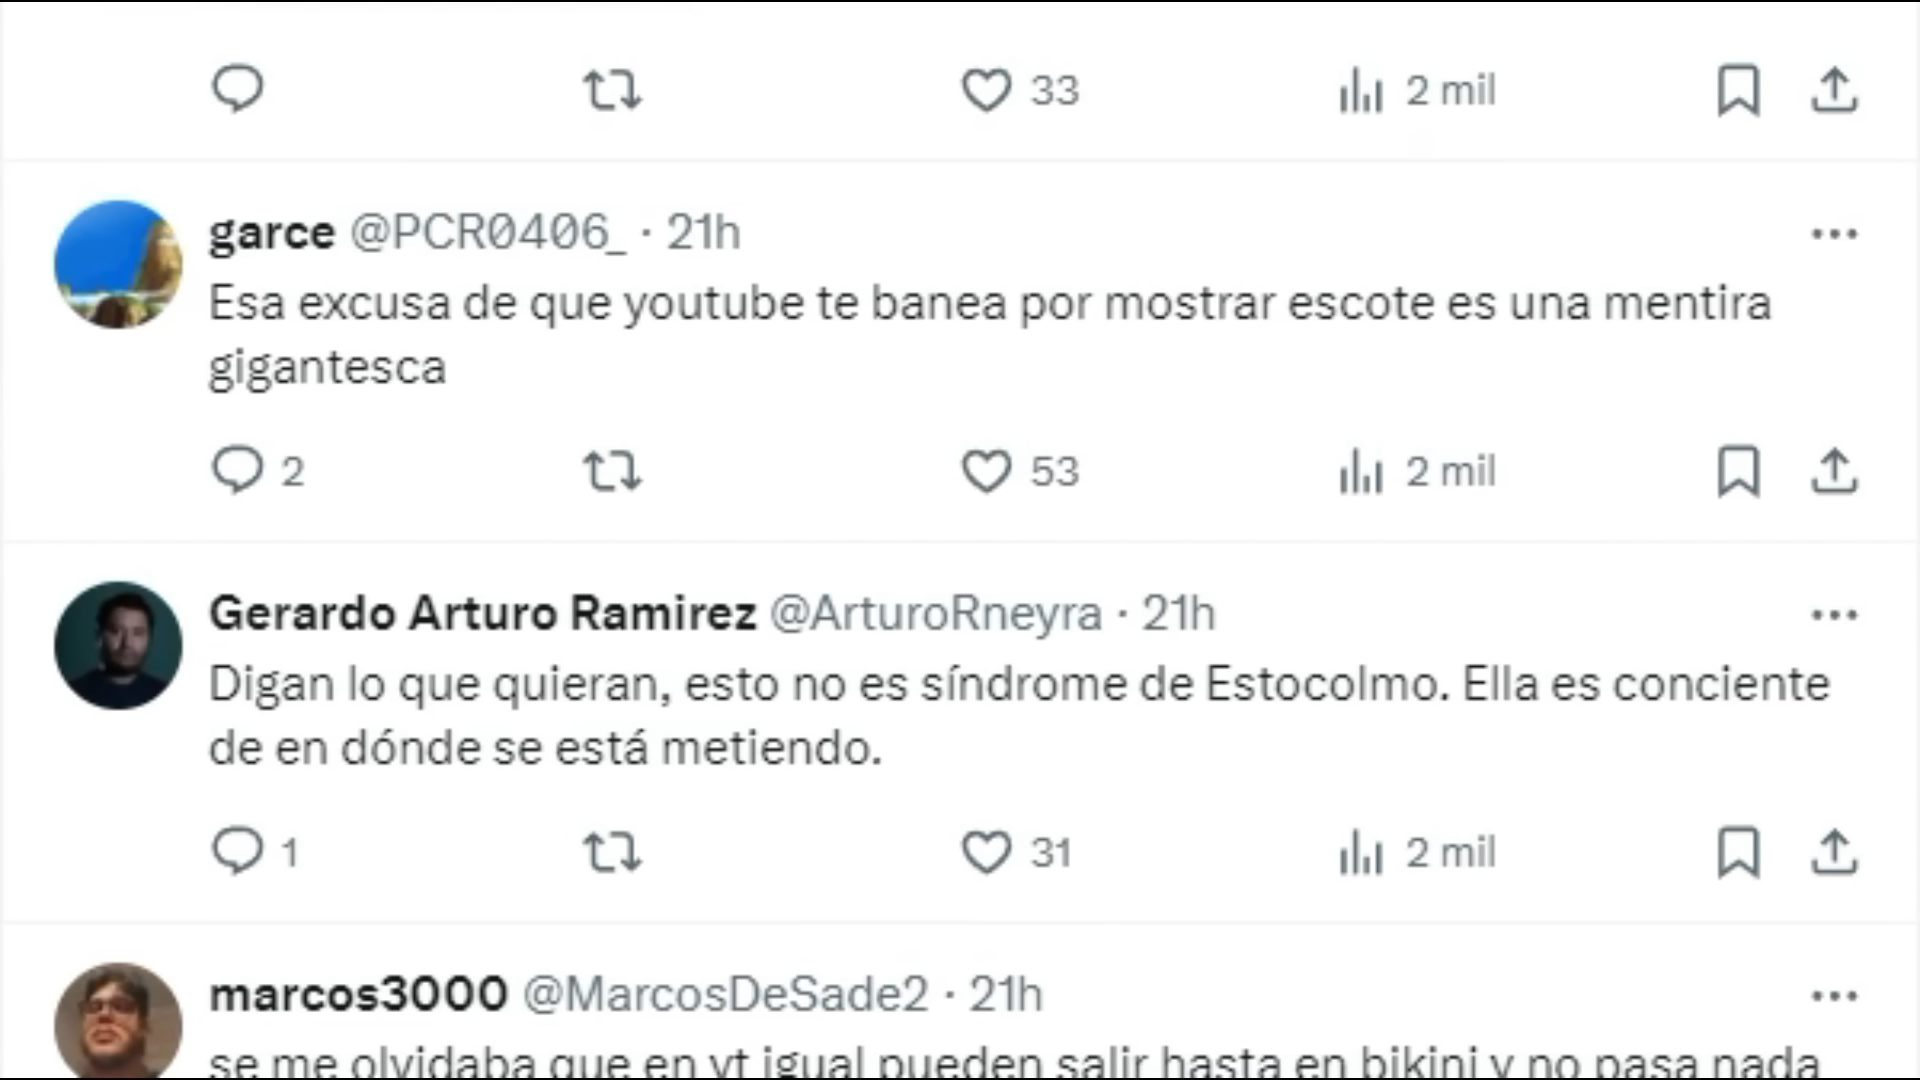 33 2 mil
garce @PCR0406_ · 21h
Esa excusa de que youtube te banea por mostrar escote es una mentira
gigantesca
2 53 2 mil
Gerardo Arturo Ramirez @ArturoRneyra · 21h
Digan lo que quieran, esto no es síndrome de Estocolmo. Ella es conciente
de en dónde se está metiendo.
1 31 2 mil
marcos3000 @MarcosDeSade2 · 21h
se me olvidaba que en yt igual pueden salir hasta en bikini y no pasa nada